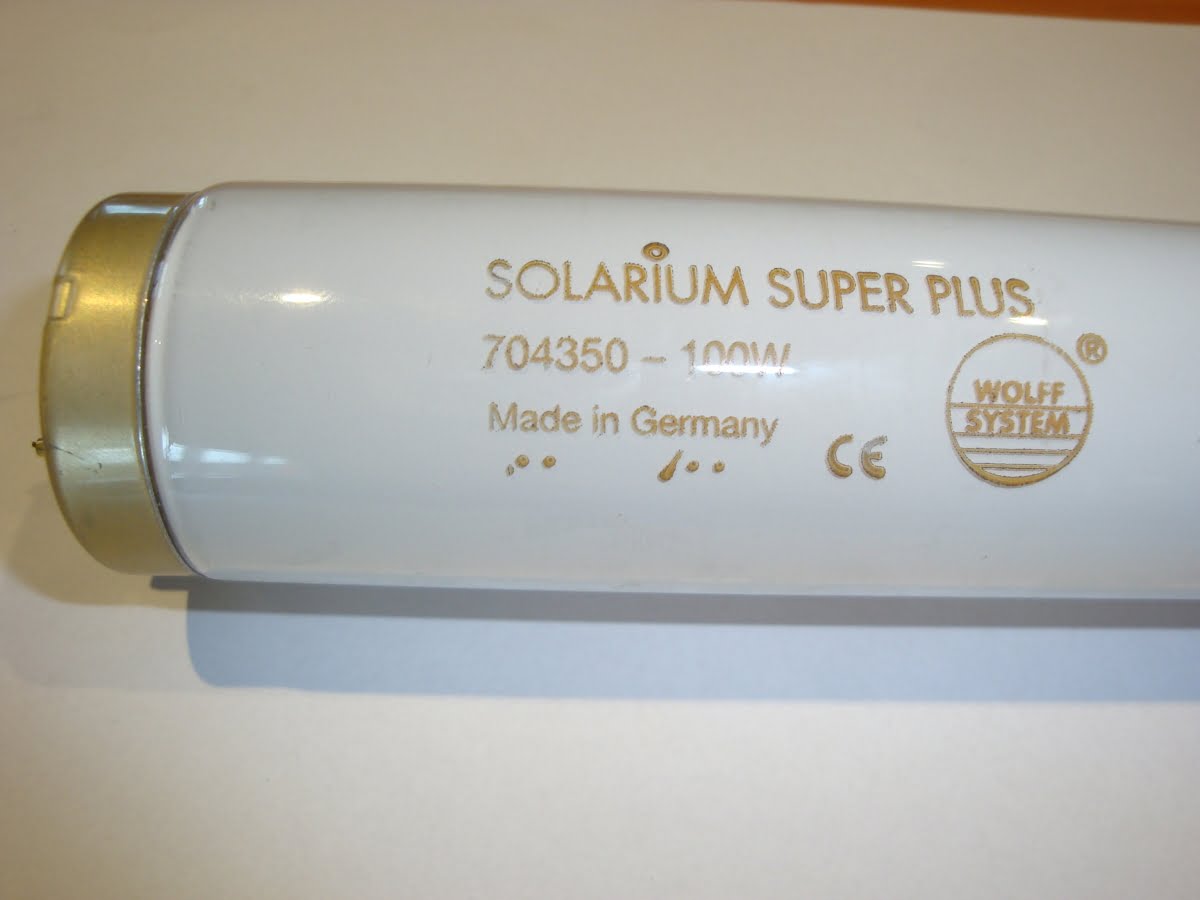 SOLARIUM SUPER PLUS
704350 - 100W
Made in Germany
CE
WOLFF
SYSTEM
®